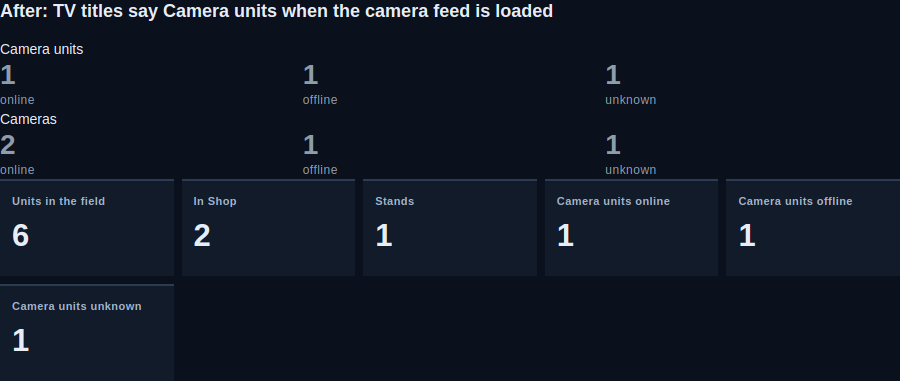 After: TV titles say Camera units when the camera feed is loaded
Camera units
1 1 1
online offline unknown
Cameras
2 1 1
online offline unknown
Units in the field In Shop Stands Camera units online Camera units offline
6 2 1 1 1
Camera units unknown
1